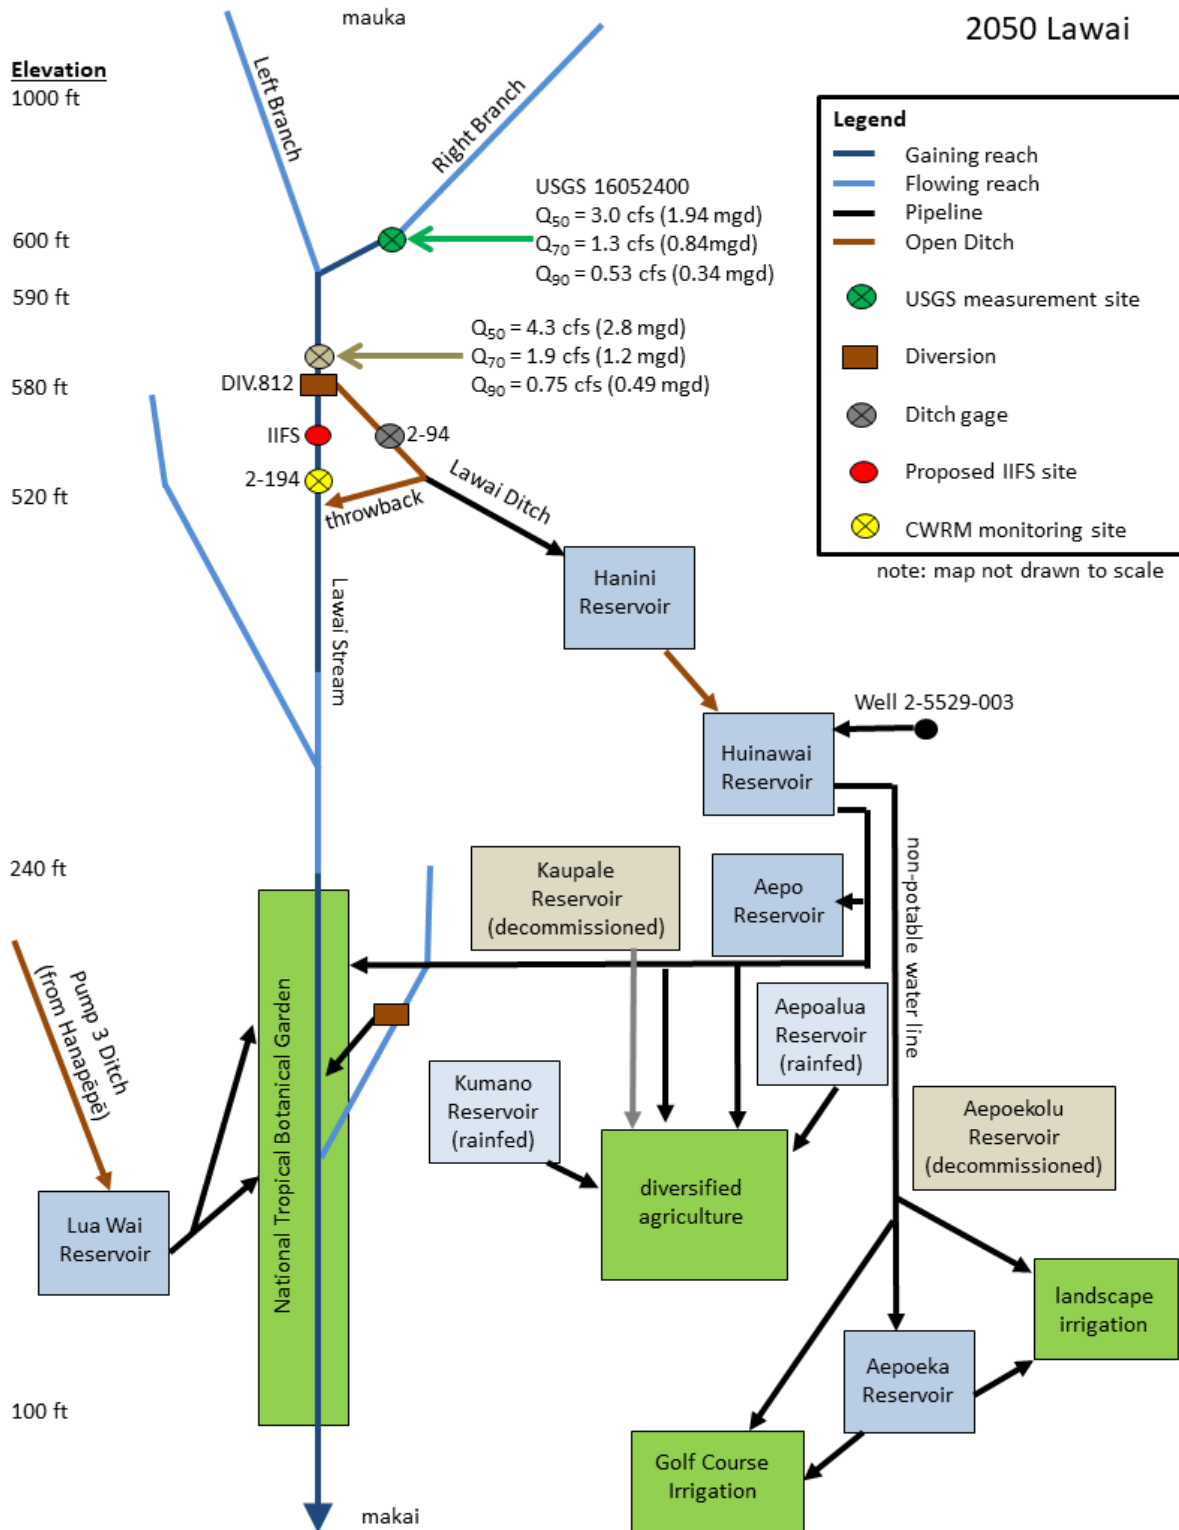 mauka
2050 Lawai
Elevation
1000 ft
600 ft
590 ft
580 ft
520 ft
240 ft
100 ft
Left Branch
Right Branch
USGS 16052400
Q50 = 3.0 cfs (1.94 mgd)
Q70 = 1.3 cfs (0.84mgd)
Q90 = 0.53 cfs (0.34 mgd)
Q50 = 4.3 cfs (2.8 mgd)
Q70 = 1.9 cfs (1.2 mgd)
Q90 = 0.75 cfs (0.49 mgd)
Legend
Gaining reach
Flowing reach
Pipeline
Open Ditch
USGS measurement site
Diversion
Ditch gage
Proposed IIFS site
CWRM monitoring site
note: map not drawn to scale
DIV.812
IIFS
2-94
2-194
throwback
Lawai Ditch
Lawai Stream
Hanini
Reservoir
Well 2-5529-003
Huinawai
Reservoir
non-potable water line
Kaupale
Reservoir
(decommissioned)
Aepo
Reservoir
Pump 3 Ditch
(from Hanapēpē)
National Tropical Botanical Garden
Aepoalua
Reservoir
(rainfed)
Kumano
Reservoir
(rainfed)
Aepoekolu
Reservoir
(decommissioned)
diversified
agriculture
Lua Wai
Reservoir
landscape
irrigation
Aepoeka
Reservoir
Golf Course
Irrigation
makai